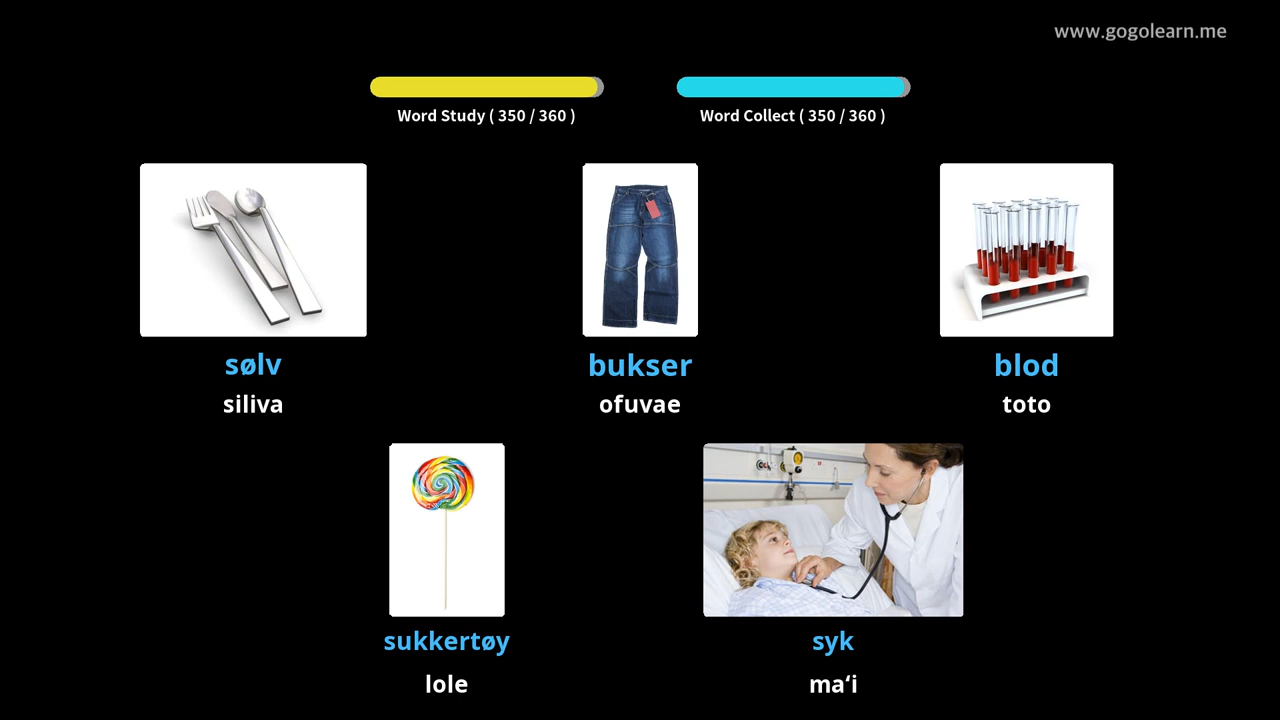 www.gogolearn.me
Word Study ( 350 / 360 )
Word Collect ( 350 / 360 )
sølv
siliva
bukser
ofuvae
blod
toto
sukkertøy
lole
syk
maʻi